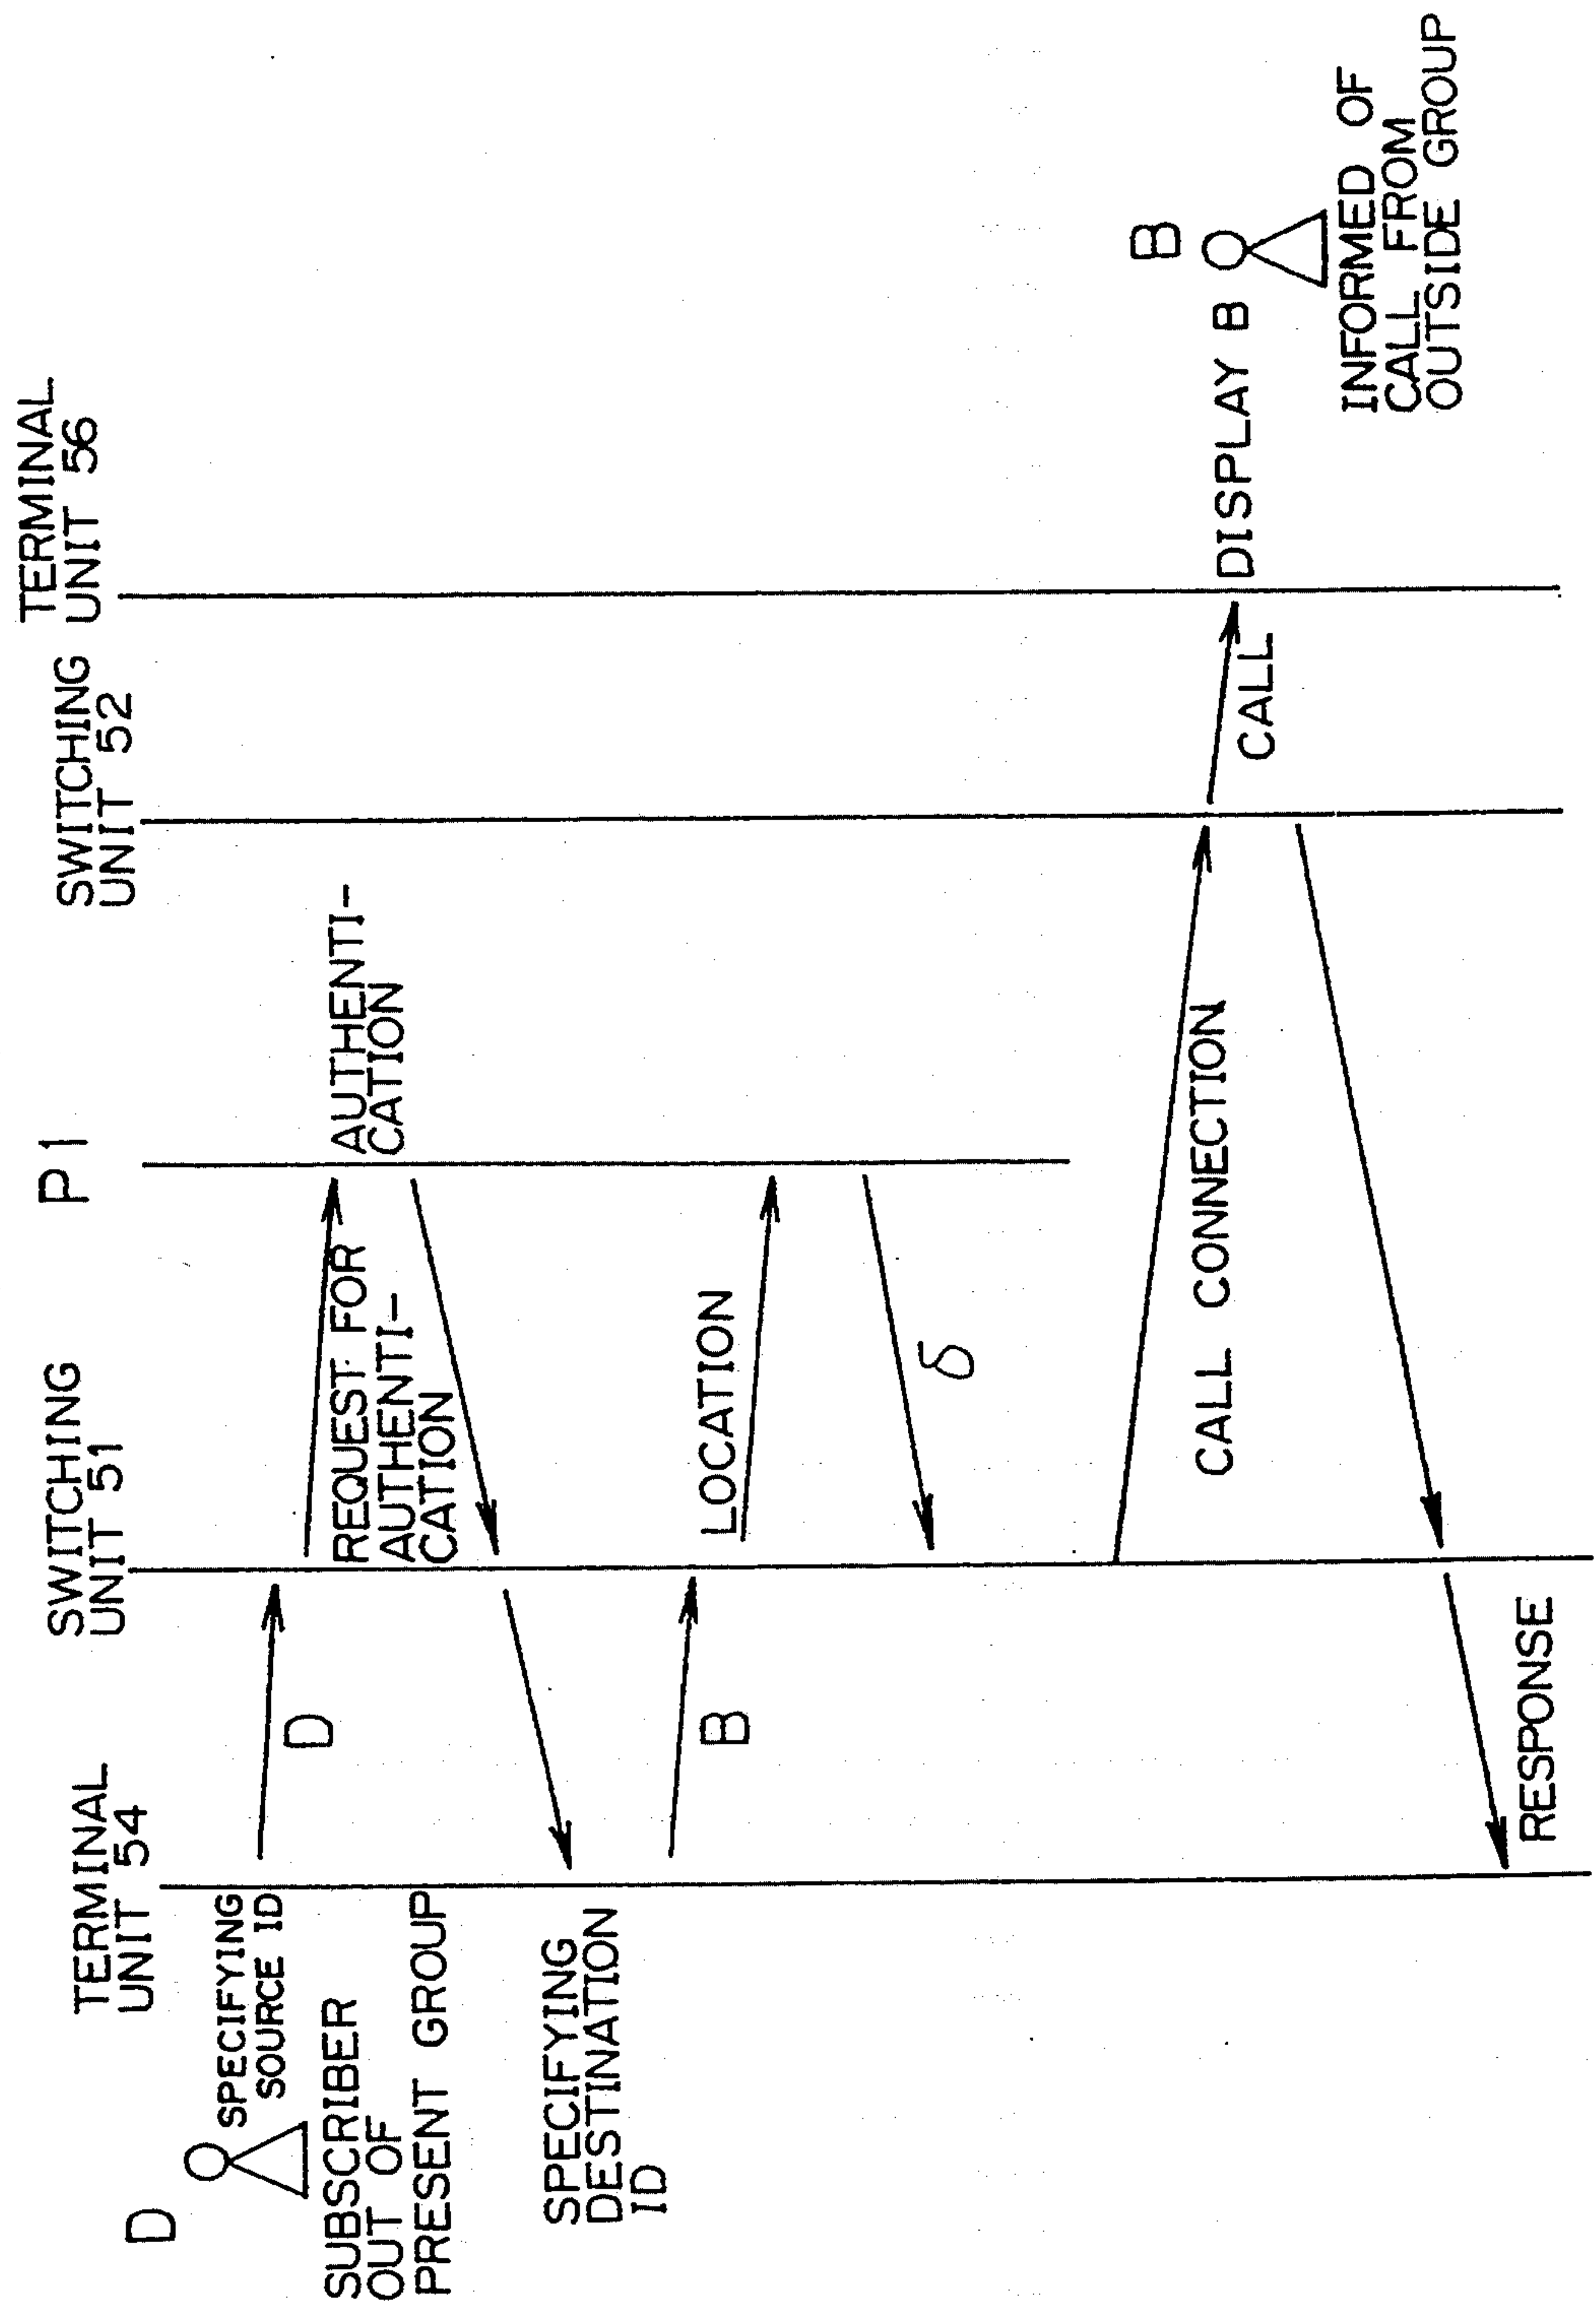 TERMINAL
UNIT 54
SWITCHING
UNIT 51
P1
SWITCHING
UNIT 52
TERMINAL
UNIT 56
D
SPECIFYING
SOURCE ID
SUBSCRIBER
OUT OF
PRESENT GROUP
D
REQUEST FOR
AUTHENTI-
CATION
AUTHENTI-
CATION
SPECIFYING
DESTINATION
ID
B
LOCATION
δ
CALL CONNECTION
CALL
DISPLAY B
B
INFORMED OF
CALL FROM
OUTSIDE GROUP
RESPONSE